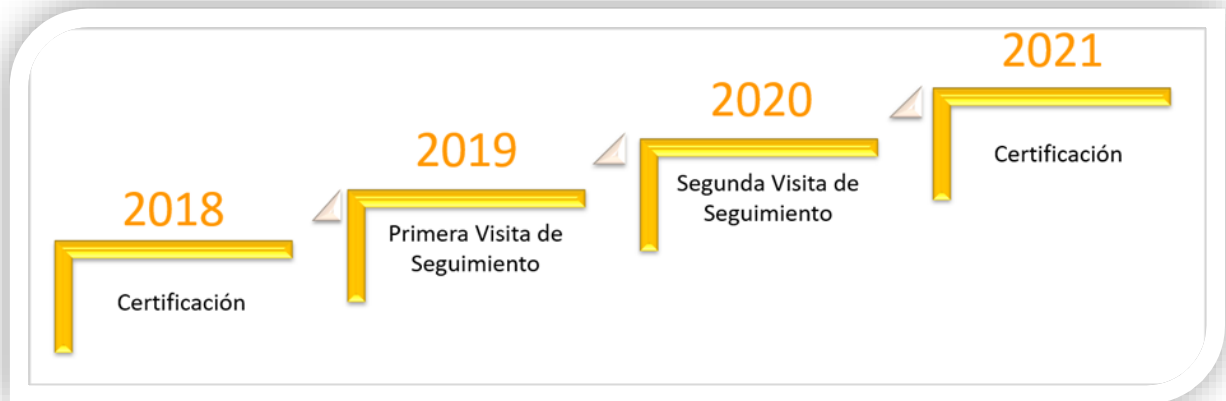 2018
Certificación
2019
Primera Visita de
Seguimiento
2020
Segunda Visita de
Seguimiento
2021
Certificación